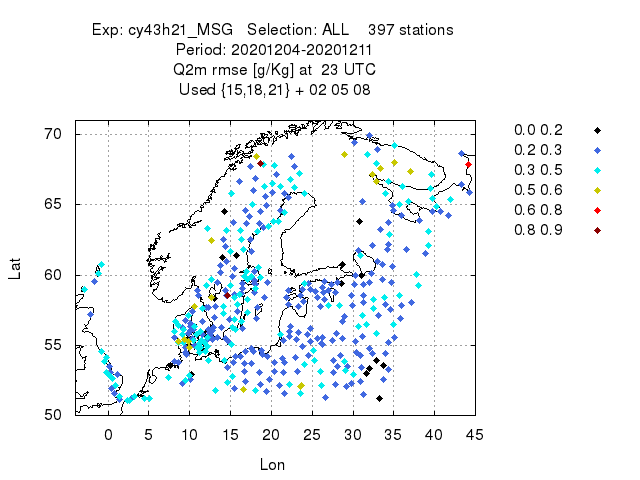 Exp: cy43h21_MSG   Selection: ALL    397 stations
Period: 20201204-20201211
Q2m rmse [g/Kg] at  23 UTC
Used {15,18,21} + 02 05 08
70
65
60
55
50
Lat
0 5 10 15 20 25 30 35 40 45
Lon
0.0 0.2
0.2 0.3
0.3 0.5
0.5 0.6
0.6 0.8
0.8 0.9